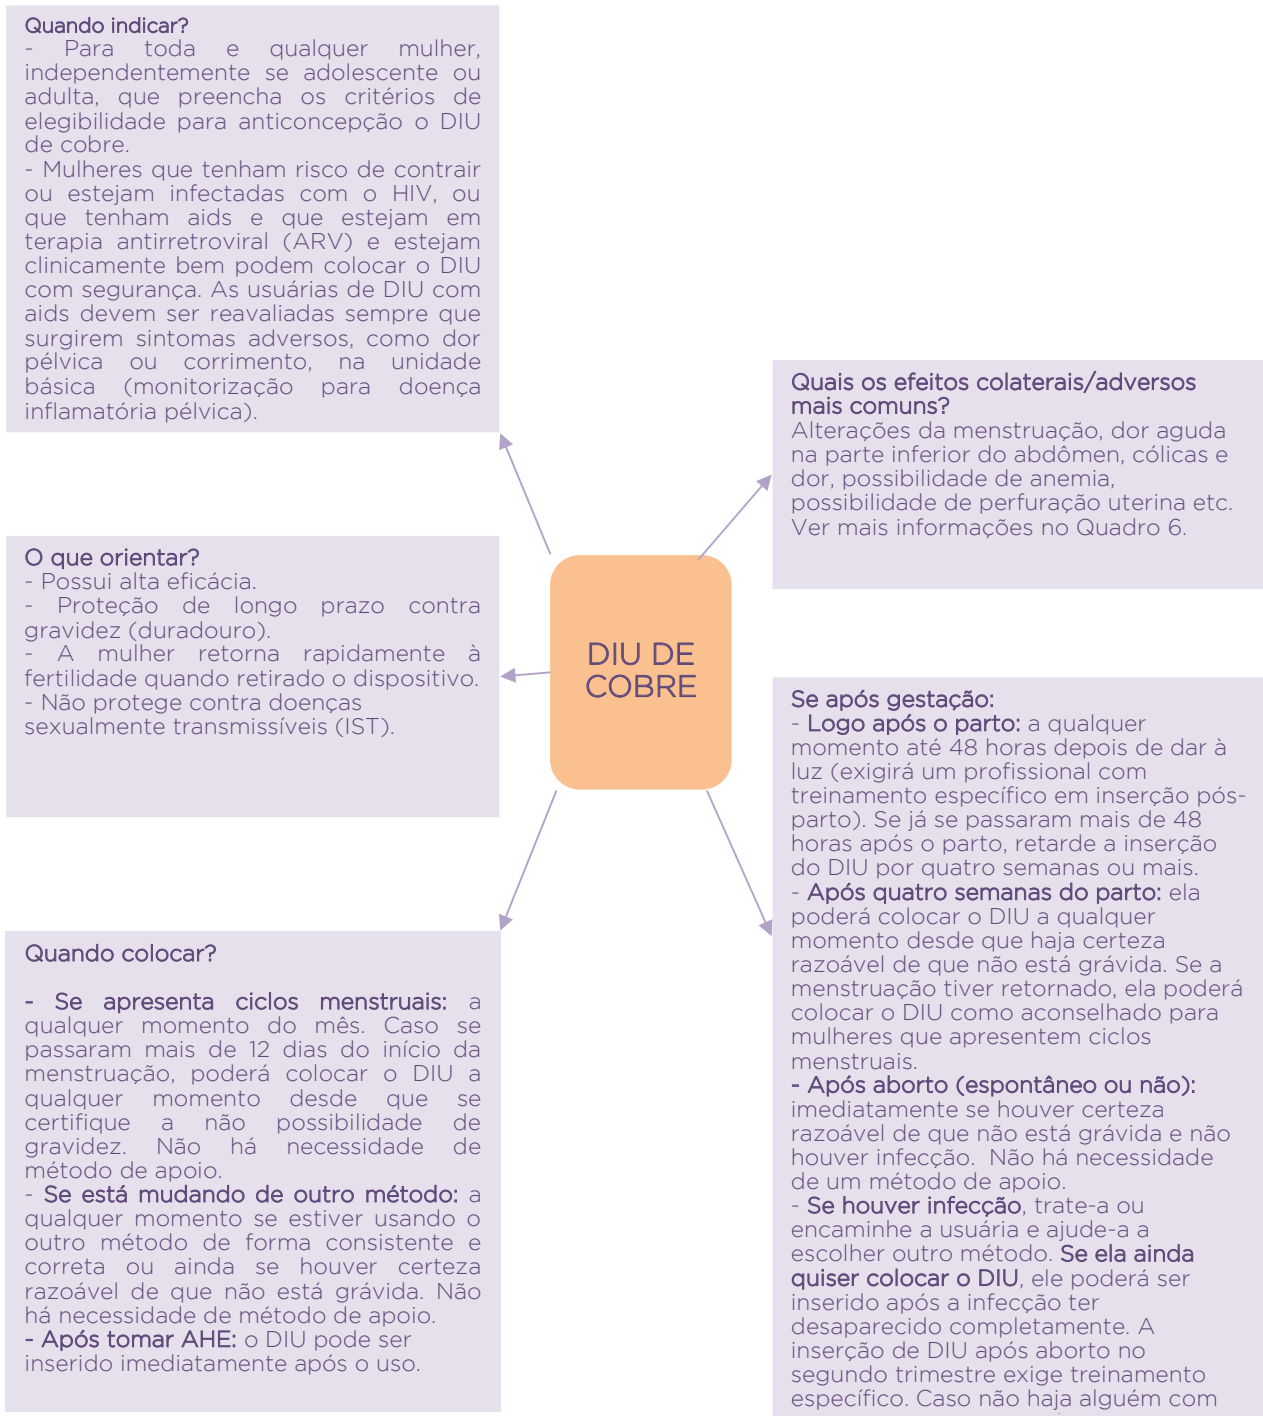 Quando indicar?
- Para toda e qualquer mulher,
independentemente se adolescente ou
adulta, que preencha os critérios de
elegibilidade para anticoncepção o DIU
de cobre.
- Mulheres que tenham risco de contrair
ou estejam infectadas com o HIV, ou
que tenham aids e que estejam em
terapia antirretroviral (ARV) e estejam
clinicamente bem podem colocar o DIU
com segurança. As usuárias de DIU com
aids devem ser reavaliadas sempre que
surgirem sintomas adversos, como dor
pélvica ou corrimento, na unidade
básica (monitorização para doença
inflamatória pélvica).
Quais os efeitos colaterais/adversos
mais comuns?
Alterações da menstruação, dor aguda
na parte inferior do abdômen, cólicas e
dor, possibilidade de anemia,
possibilidade de perfuração uterina etc.
Ver mais informações no Quadro 6.
O que orientar?
- Possui alta eficácia.
- Proteção de longo prazo contra
gravidez (duradouro).
- A mulher retorna rapidamente à
fertilidade quando retirado o dispositivo.
- Não protege contra doenças
sexualmente transmissíveis (IST).
DIU DE
COBRE
Quando colocar?
- Se apresenta ciclos menstruais: a
qualquer momento do mês. Caso se
passaram mais de 12 dias do início da
menstruação, poderá colocar o DIU a
qualquer momento desde que se
certifique a não possibilidade de
gravidez. Não há necessidade de
método de apoio.
- Se está mudando de outro método: a
qualquer momento se estiver usando o
outro método de forma consistente e
correta ou ainda se houver certeza
razoável de que não está grávida. Não
há necessidade de método de apoio.
- Após tomar AHE: o DIU pode ser
inserido imediatamente após o uso.
Se após gestação:
- Logo após o parto: a qualquer
momento até 48 horas depois de dar à
luz (exigirá um profissional com
treinamento específico em inserção pós-
parto). Se já se passaram mais de 48
horas após o parto, retarde a inserção
do DIU por quatro semanas ou mais.
- Após quatro semanas do parto: ela
poderá colocar o DIU a qualquer
momento desde que haja certeza
razoável de que não está grávida. Se a
menstruação tiver retornado, ela poderá
colocar o DIU como aconselhado para
mulheres que apresentem ciclos
menstruais.
- Após aborto (espontâneo ou não):
imediatamente se houver certeza
razoável de que não está grávida e não
houver infecção. Não há necessidade
de um método de apoio.
- Se houver infecção, trate-a ou
encaminhe a usuária e ajude-a a
escolher outro método. Se ela ainda
quiser colocar o DIU, ele poderá ser
inserido após a infecção ter
desaparecido completamente. A
inserção de DIU após aborto no
segundo trimestre exige treinamento
específico. Caso não haja alguém com